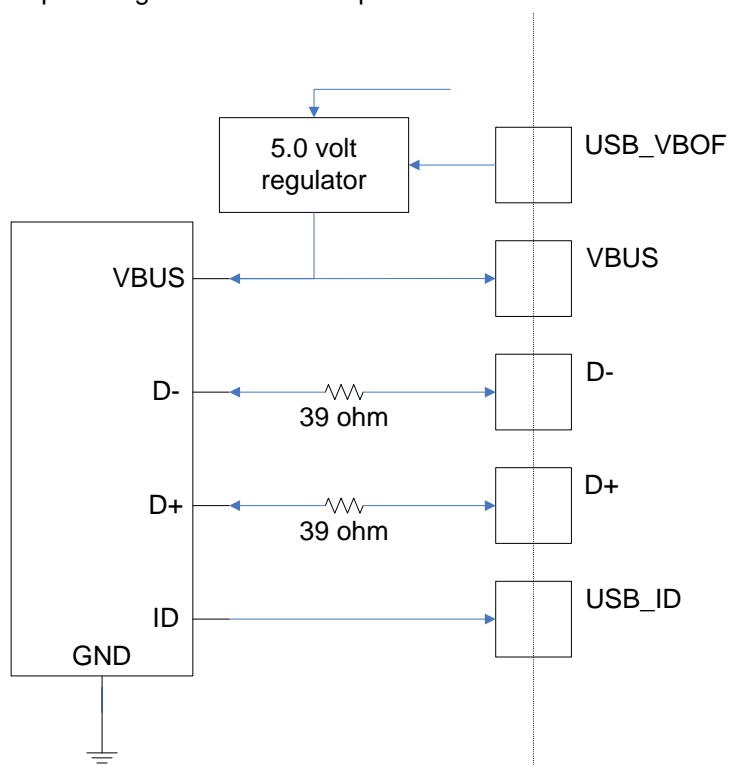 5.0 volt
regulator
USB_VBOF
VBUS
VBUS
D-
D-
39 ohm
D+
D+
39 ohm
ID
USB_ID
GND